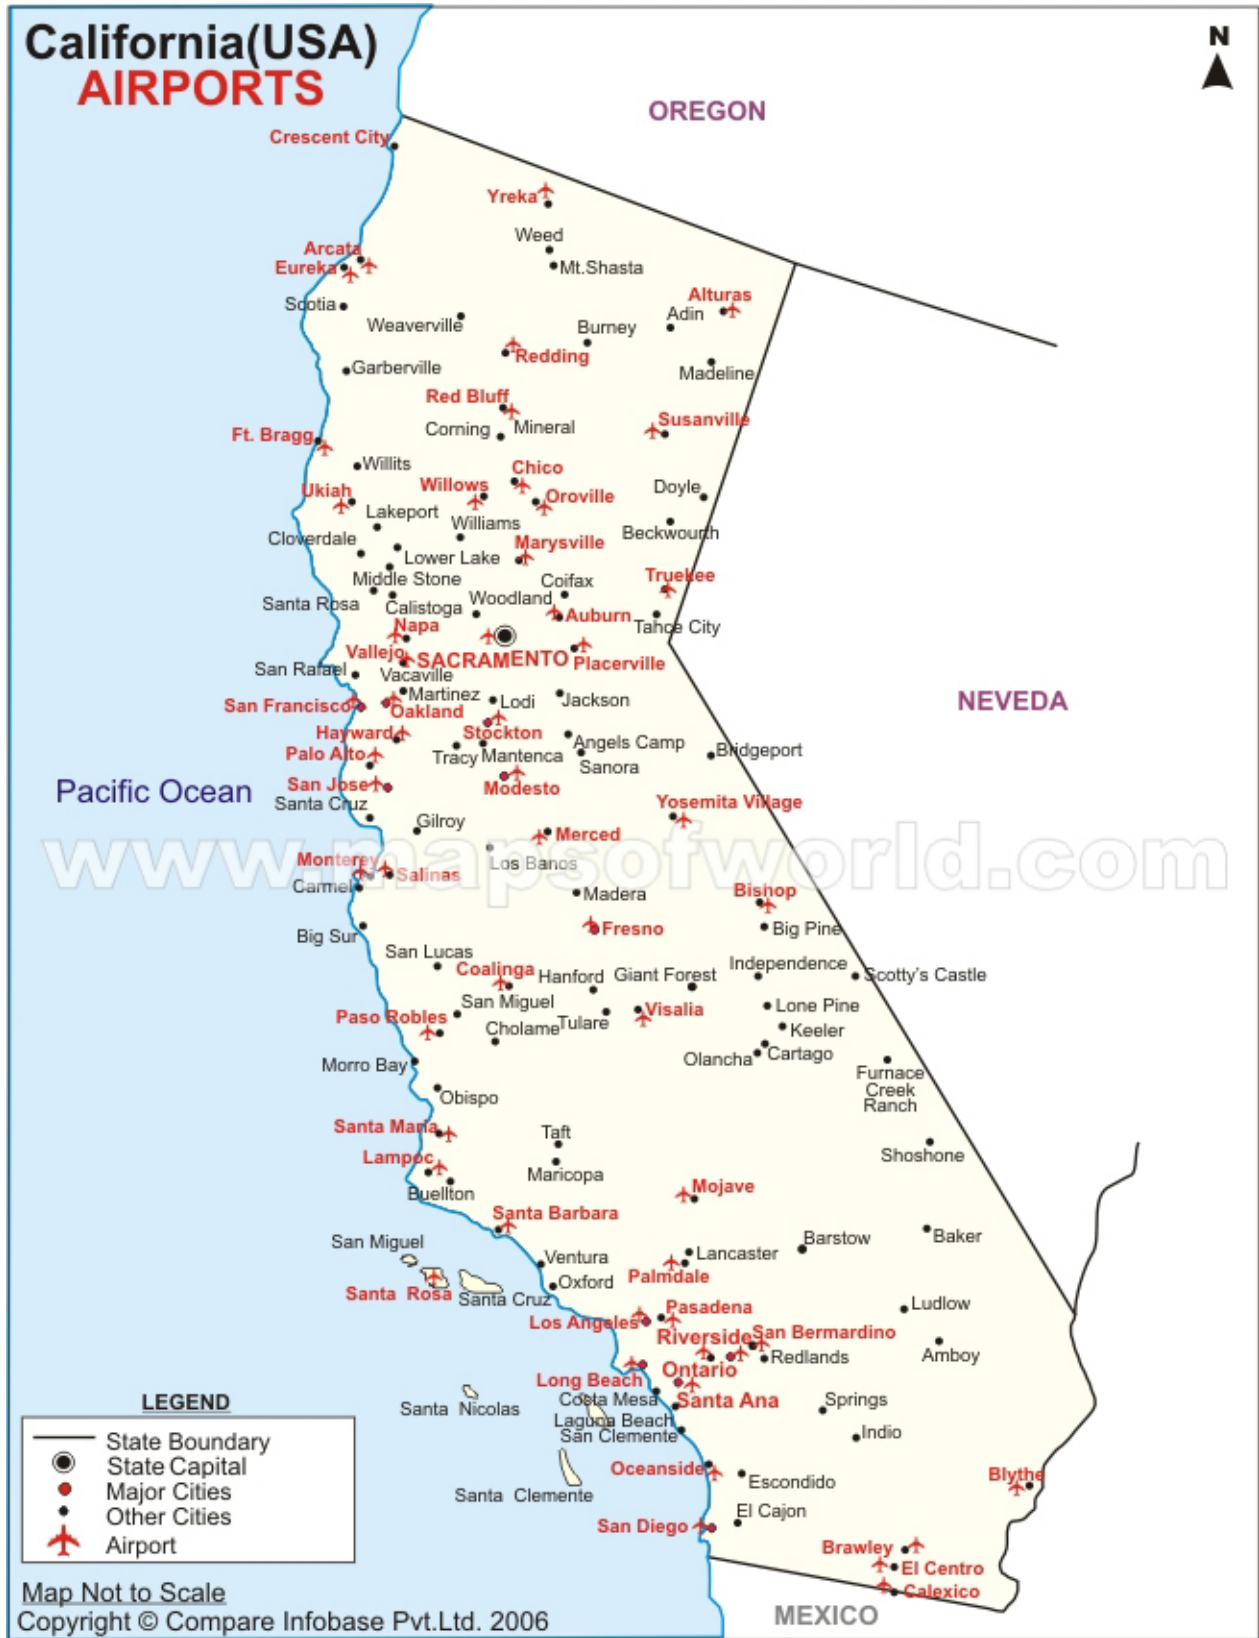 California(USA)
AIRPORTS
N
OREGON
Crescent City
Yreka
Weed
Mt.Shasta
Arcata
Eureka
Scotia
Weaverville
Alturas
Adin
Burney
Redding
Madeline
Garberville
Red Bluff
Mineral
Corning
Susanville
Ft. Bragg
Willits
Chico
Ukiah
Willows
Oroville
Doyle
Lakeport
Williams
Beckwourth
Cloverdale
Lower Lake
Marysville
Middle Stone
Coifax
Truekee
Santa Rosa
Calistoga
Woodland
Auburn
Tahoe City
Napa
Vallejo
SACRAMENTO
Placerville
San Rafael
Vacaville
Martinez
Lodi
Jackson
San Francisco
Oakland
NEVEDA
Hayward
Stockton
Angels Camp
Palo Alto
Tracy
Mantenca
Sanora
Bridgeport
San Jose
Modesto
Pacific Ocean
Santa Cruz
Yosemita Village
Gilroy
Merced
www.mapsofworld.com
Monterey
Salinas
Los Banos
Carmel
Madera
Bishop
Big Sur
Fresno
Big Pine
San Lucas
Coalinga
Hanford
Giant Forest
Independence
Scotty's Castle
San Miguel
Visalia
Lone Pine
Paso Robles
Cholame
Tulare
Keeler
Morro Bay
Olancha
Cartago
Furnace
Creek
Ranch
Obispo
Santa Maria
Taft
Shoshone
Lampoc
Maricopa
Buellton
Mojave
Santa Barbara
San Miguel
Ventura
Lancaster
Barstow
Baker
Santa Rosa
Santa Cruz
Oxford
Palmdale
Los Angeles
Pasadena
Ludlow
Riverside
San Bernardino
Redlands
Amboy
Long Beach
Ontario
Costa Mesa
Santa Ana
Santa Nicolas
Laguna Beach
Springs
San Clemente
Indio
Oceanside
Escondido
Blythe
Santa Clemente
El Cajon
San Diego
Brawley
El Centro
Calexico
MEXICO
LEGEND
State Boundary
State Capital
Major Cities
Other Cities
Airport
Map Not to Scale
Copyright © Compare Infobase Pvt.Ltd. 2006